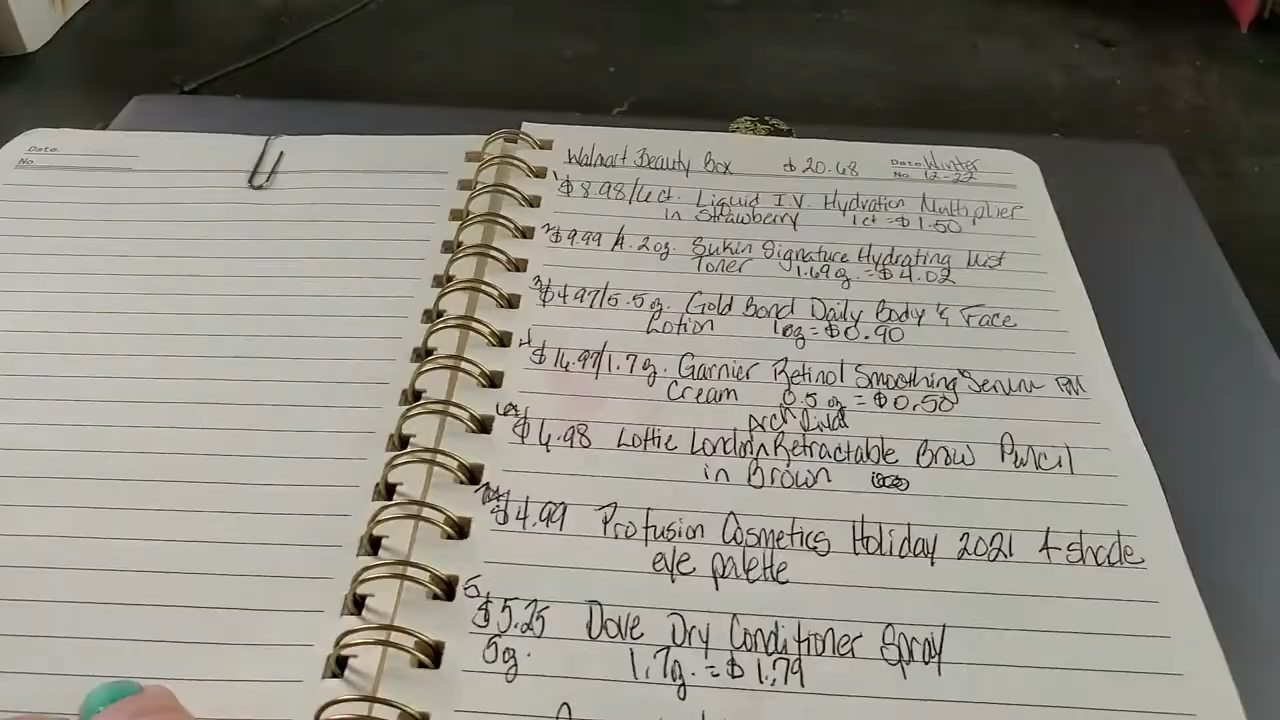 Date
No.
Walmart Beauty Box $20.68 Date Winter
No. 12-22
1 $8.98/6ct. Liquid I.V. Hydration Multiplier
in Strawberry 1ct = $1.50
2 $9.99/4.2oz. Sukin Signature Hydrating Mist
Toner 1.69oz. = $4.02
3 $4.97/5.5oz. Gold Bond Daily Body & Face
Lotion 1oz = $0.90
4 $16.97/1.7oz. Garnier Retinol Smoothing Serum PM
Cream 0.5oz = $0.50
Arch Rival
$6.98 Lottie London Retractable Brow Pencil
in Brown
$4.99 Profusion Cosmetics Holiday 2021 4-shade
eye palette
5. $5.25 Dove Dry Conditioner Spray
5oz. 1.7oz. = $1.79